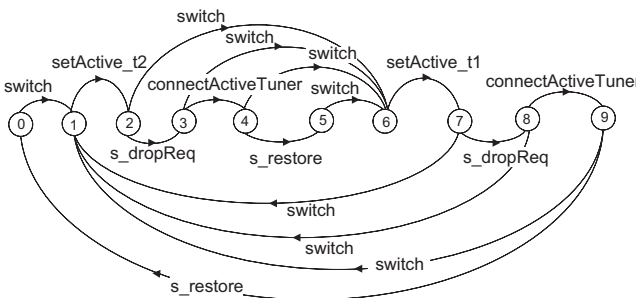 switch
switch
setActive_t2
switch
setActive_t1
connectActiveTuner
connectActiveTuner
switch
switch
0
1
2
3
4
5
6
7
8
9
s_dropReq
s_restore
s_dropReq
switch
switch
switch
s_restore